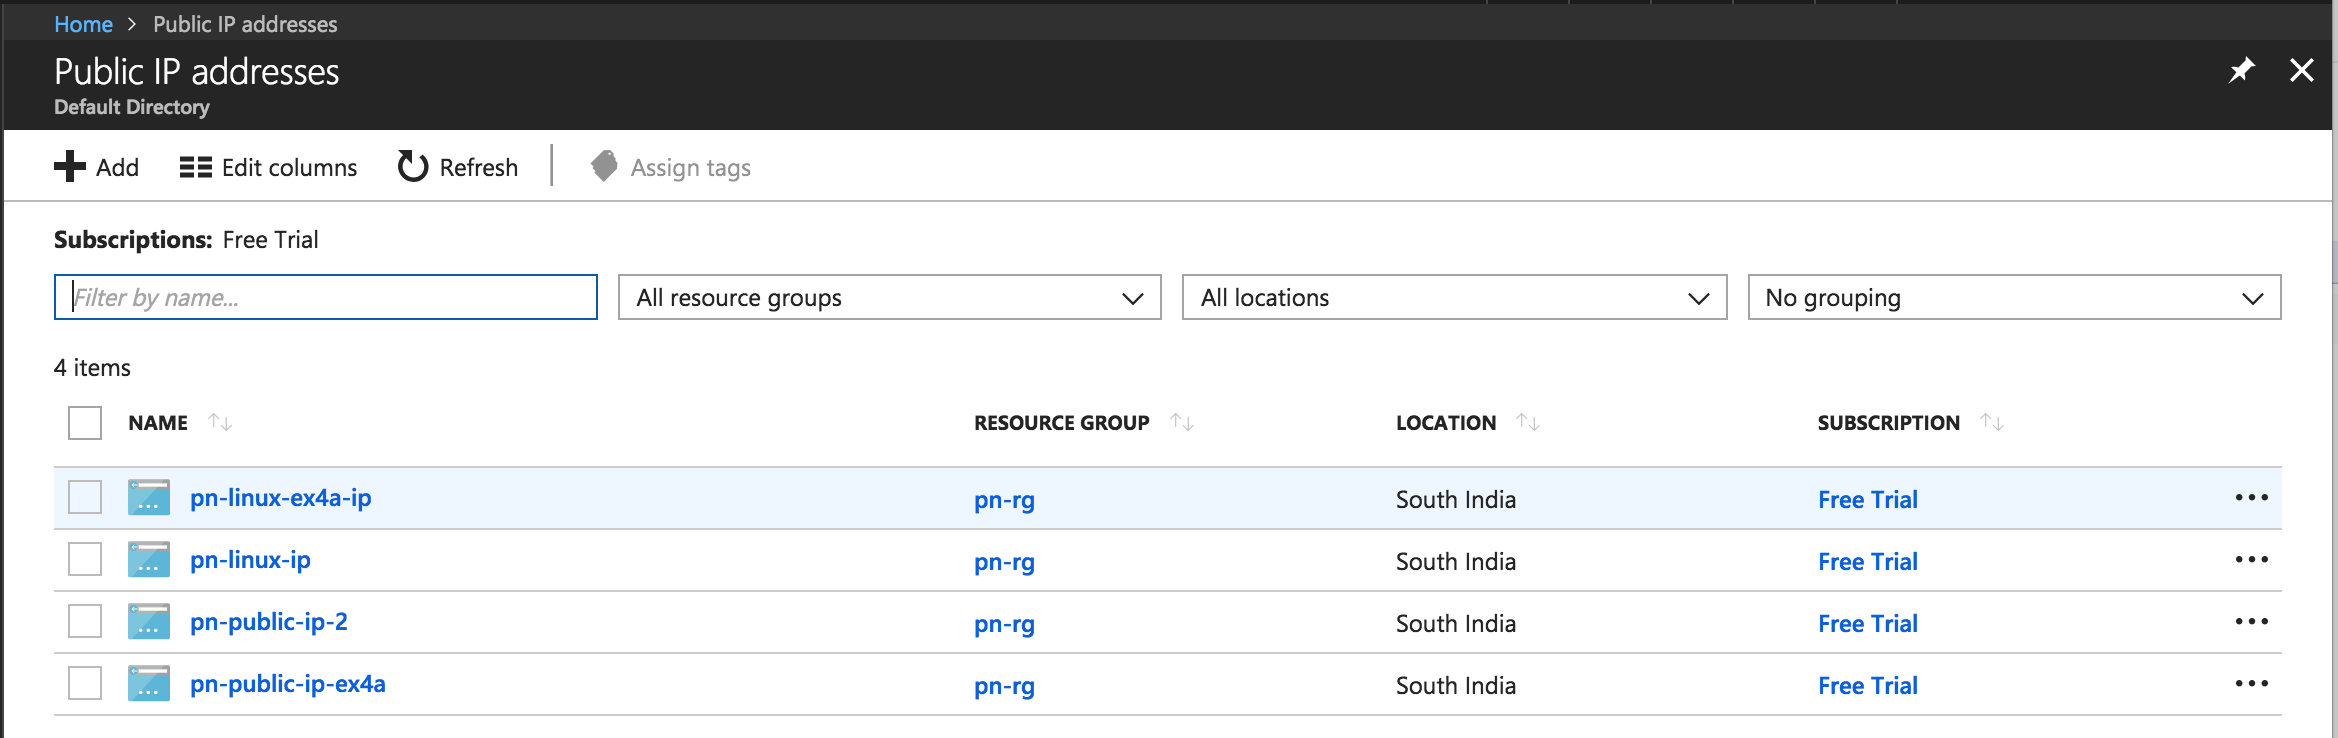 Home > Public IP addresses
Public IP addresses
Default Directory
Add Edit columns Refresh Assign tags
Subscriptions: Free Trial
Filter by name... All resource groups All locations No grouping
4 items
NAME RESOURCE GROUP LOCATION SUBSCRIPTION
pn-linux-ex4a-ip pn-rg South India Free Trial
pn-linux-ip pn-rg South India Free Trial
pn-public-ip-2 pn-rg South India Free Trial
pn-public-ip-ex4a pn-rg South India Free Trial